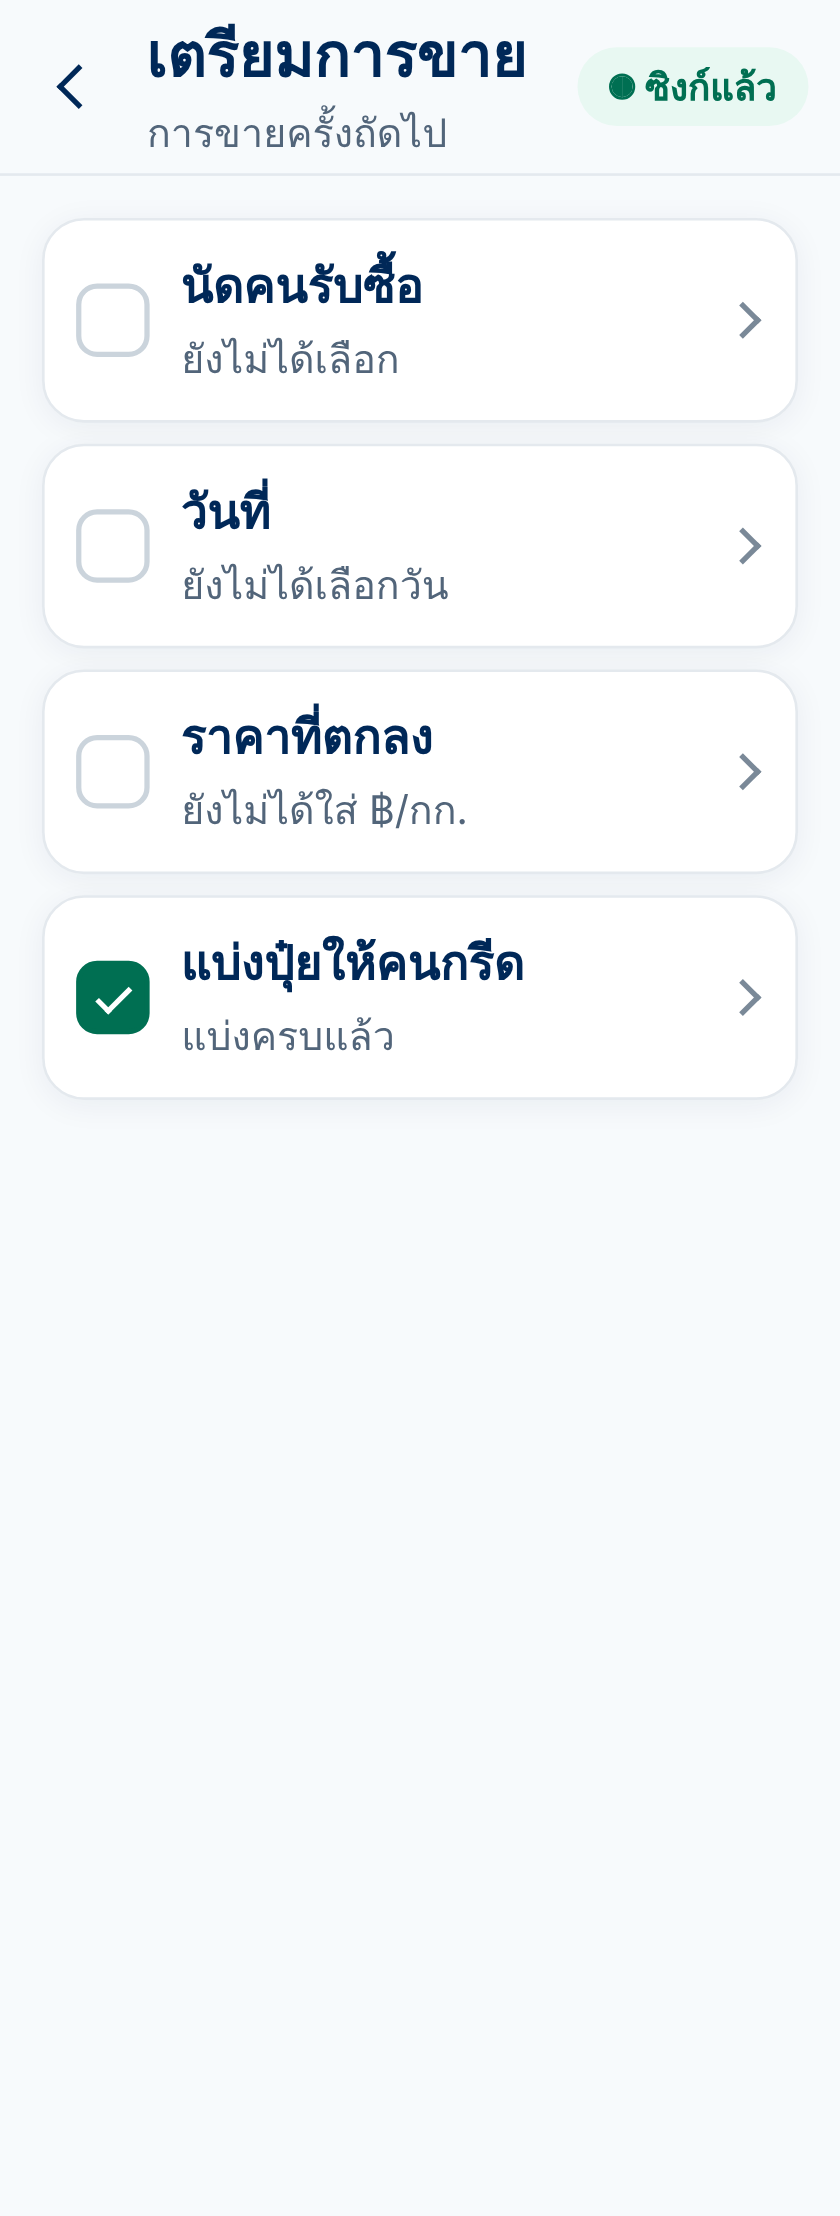 เตรียมการขาย
การขายครั้งถัดไป
ซิงก์แล้ว
นัดคนรับซื้อ
ยังไม่ได้เลือก
วันที่
ยังไม่ได้เลือกวัน
ราคาที่ตกลง
ยังไม่ได้ใส่ ฿/กก.
แบ่งปุ๋ยให้คนกรีด
แบ่งครบแล้ว